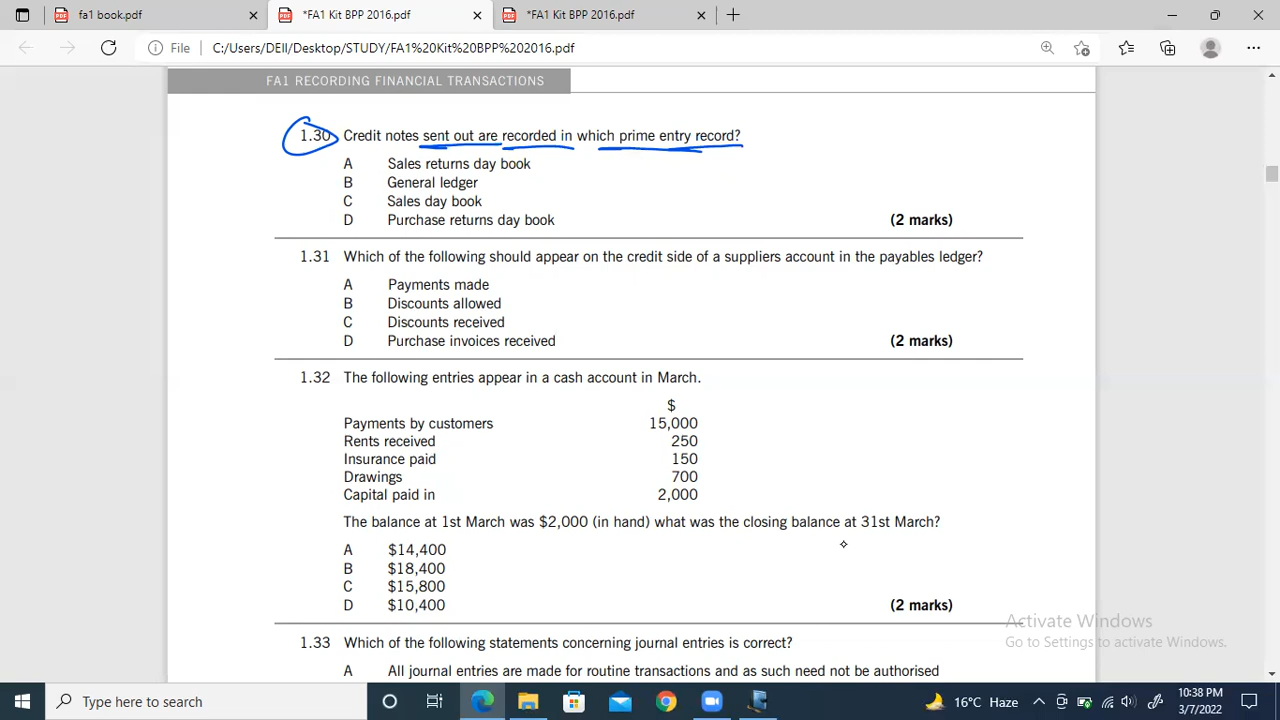 fa1 book.pdf
*FA1 Kit BPP 2016.pdf
*FA1 Kit BPP 2016.pdf
File
C:/Users/DEll/Desktop/STUDY/FA1%20Kit%20BPP%202016.pdf
FA1 RECORDING FINANCIAL TRANSACTIONS
1.30 Credit notes sent out are recorded in which prime entry record?
A Sales returns day book
B General ledger
C Sales day book
D Purchase returns day book (2 marks)
1.31 Which of the following should appear on the credit side of a suppliers account in the payables ledger?
A Payments made
B Discounts allowed
C Discounts received
D Purchase invoices received (2 marks)
1.32 The following entries appear in a cash account in March.
$
Payments by customers 15,000
Rents received 250
Insurance paid 150
Drawings 700
Capital paid in 2,000
The balance at 1st March was $2,000 (in hand) what was the closing balance at 31st March?
A $14,400
B $18,400
C $15,800
D $10,400 (2 marks)
Activate Windows
Go to Settings to activate Windows.
1.33 Which of the following statements concerning journal entries is correct?
A All journal entries are made for routine transactions and as such need not be authorised
Type here to search
16°C Haze
10:38 PM
3/7/2022